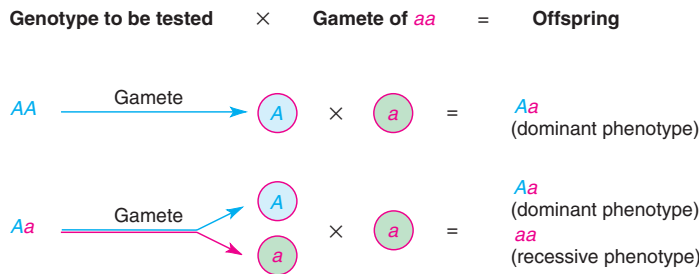 Genotype to be tested × Gamete of aa = Offspring
AA Gamete A × a = Aa
(dominant phenotype)
Aa Gamete A a × a = Aa
(dominant phenotype)
aa
(recessive phenotype)